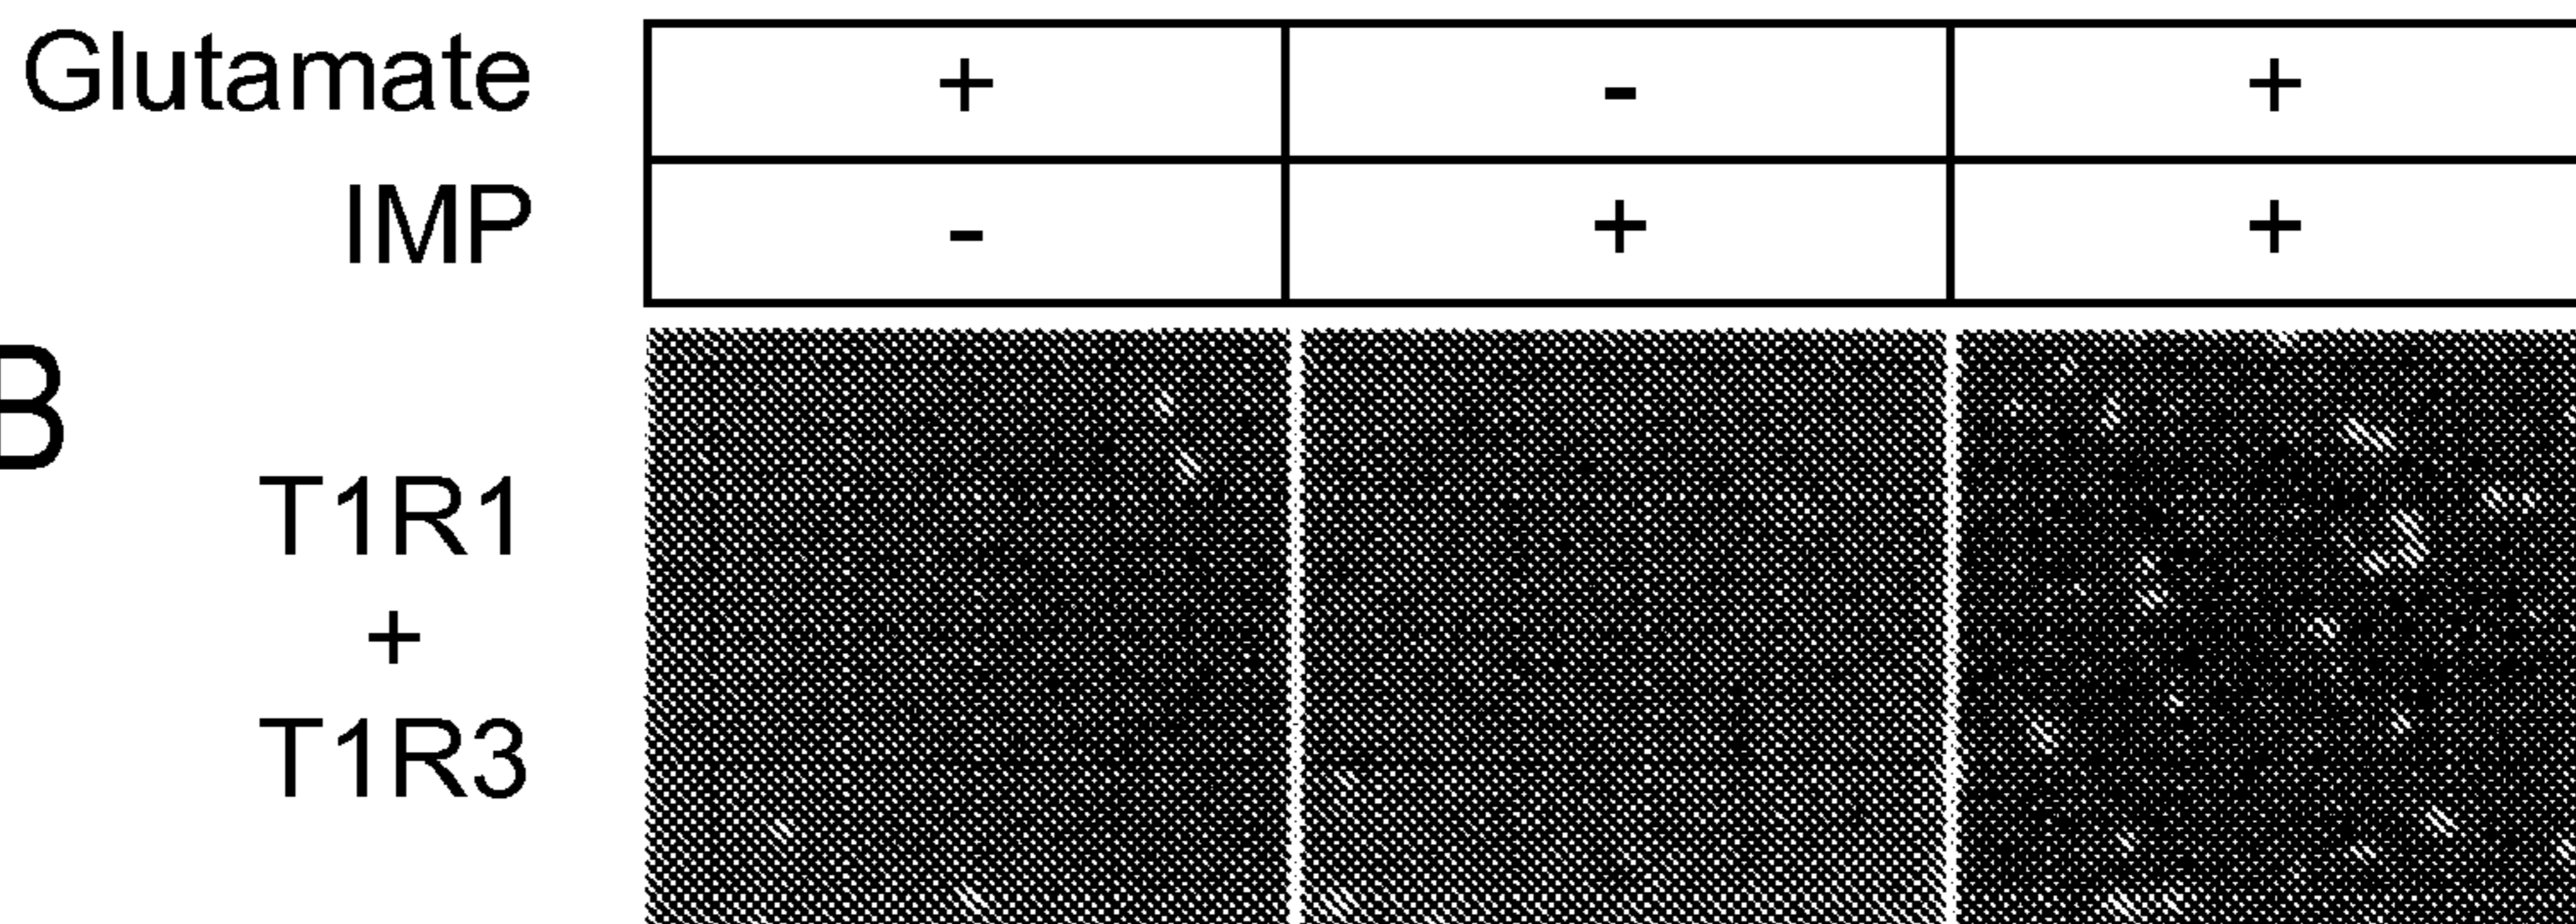 Glutamate + - +
IMP - + +
B
T1R1
+
T1R3